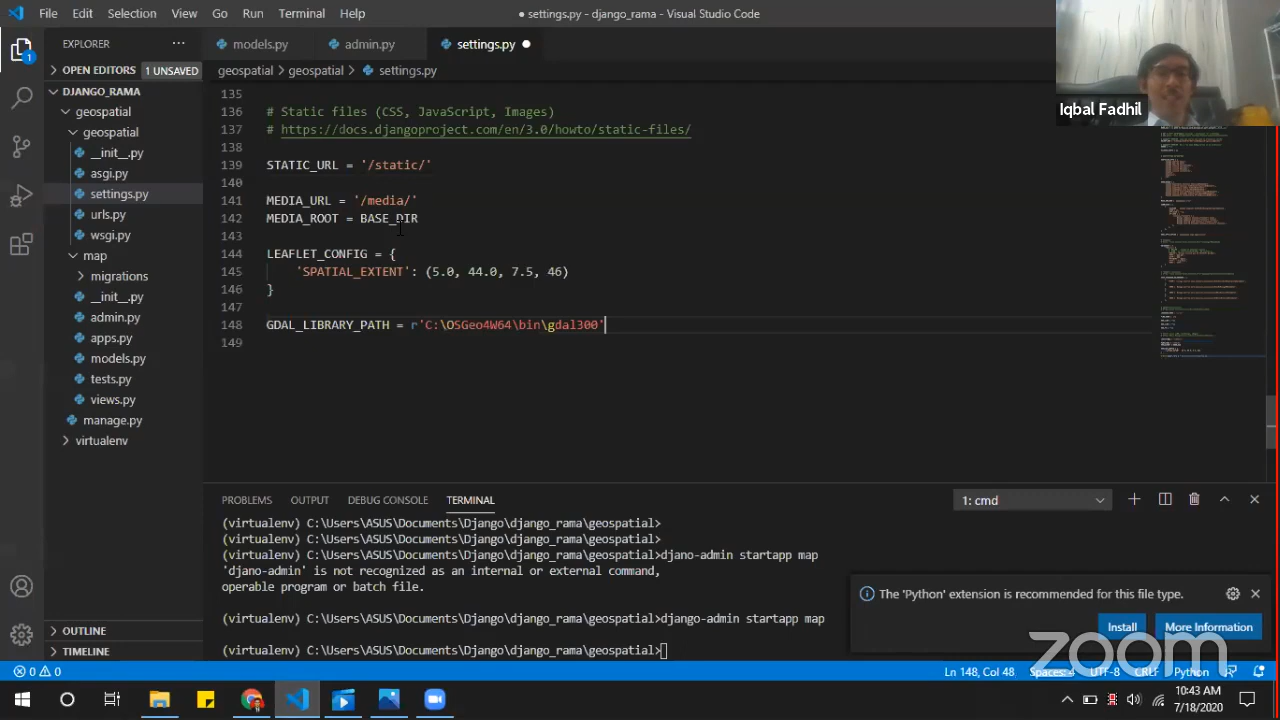 File Edit Selection View Go Run Terminal Help
● settings.py - django_rama - Visual Studio Code
EXPLORER ···
models.py admin.py settings.py ●
OPEN EDITORS 1 UNSAVED
geospatial > geospatial > settings.py
DJANGO_RAMA
geospatial
geospatial
__init__.py
asgi.py
settings.py
urls.py
wsgi.py
map
migrations
__init__.py
admin.py
apps.py
models.py
tests.py
views.py
manage.py
virtualenv
OUTLINE
TIMELINE
135
136 # Static files (CSS, JavaScript, Images)
137 # https://docs.djangoproject.com/en/3.0/howto/static-files/
138
139 STATIC_URL = '/static/'
140
141 MEDIA_URL = '/media/'
142 MEDIA_ROOT = BASE_DIR
143
144 LEAFLET_CONFIG = {
145 'SPATIAL_EXTENT': (5.0, 44.0, 7.5, 46)
146 }
147
148 GDAL_LIBRARY_PATH = r'C:\OSGeo4W64\bin\gdal300'
149
Iqbal Fadhil
PROBLEMS OUTPUT DEBUG CONSOLE TERMINAL 1: cmd
(virtualenv) C:\Users\ASUS\Documents\Django\django_rama\geospatial>
(virtualenv) C:\Users\ASUS\Documents\Django\django_rama\geospatial>
(virtualenv) C:\Users\ASUS\Documents\Django\django_rama\geospatial>djano-admin startapp map
'djano-admin' is not recognized as an internal or external command,
operable program or batch file.
(virtualenv) C:\Users\ASUS\Documents\Django\django_rama\geospatial>django-admin startapp map
(virtualenv) C:\Users\ASUS\Documents\Django\django_rama\geospatial>
The 'Python' extension is recommended for this file type.
Install More Information
zoom
0 0 Ln 148, Col 48 Spaces: 4 UTF-8 CRLF Python
10:43 AM
7/18/2020